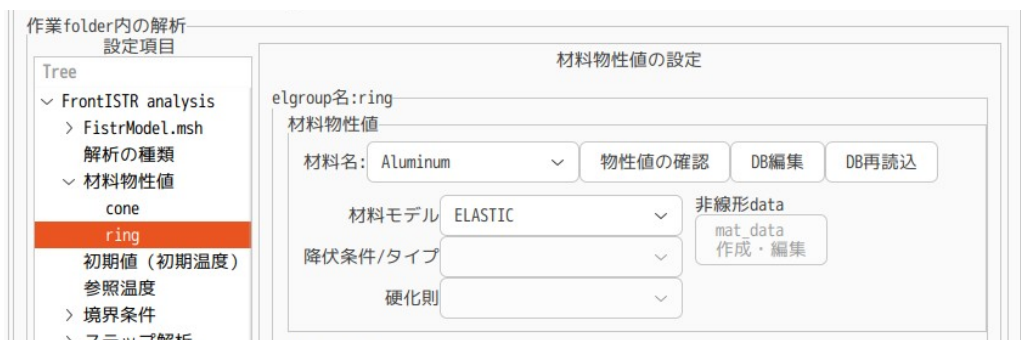 作業folder内の解析
設定項目
Tree
FrontISTR analysis
FistrModel.msh
解析の種類
材料物性値
cone
ring
初期値（初期温度）
参照温度
境界条件
ステップ解析
材料物性値の設定
elgroup名:ring
材料物性値
材料名: Aluminum 物性値の確認 DB編集 DB再読込
材料モデル ELASTIC
非線形data
mat_data
作成・編集
降伏条件/タイプ
硬化則